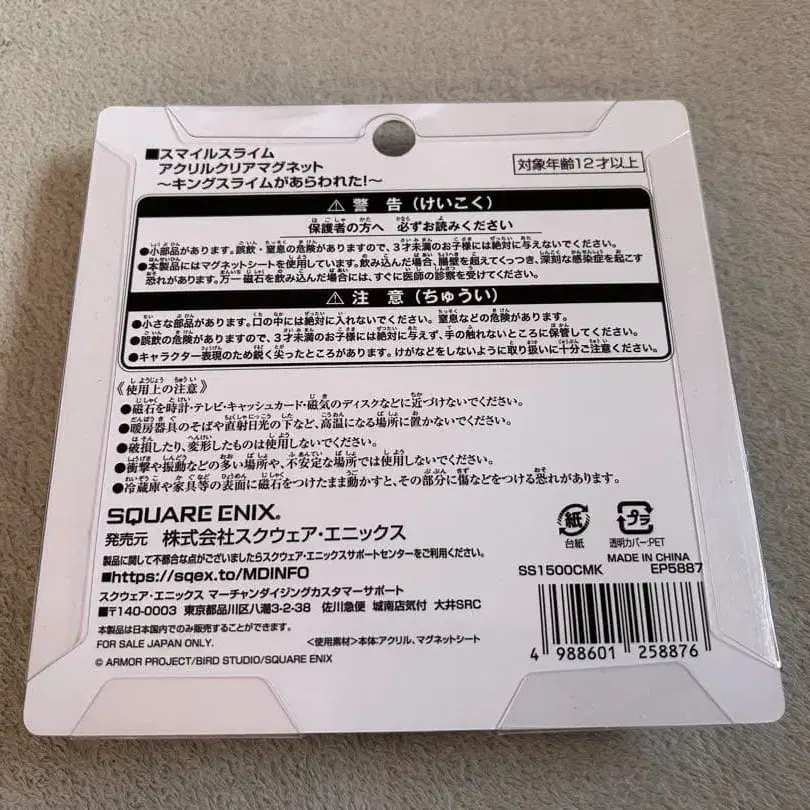 ■スマイルスライム
アクリルクリアマグネット
～キングスライムがあらわれた!～
対象年齢12才以上
⚠警告(けいこく)
保護者の方へ 必ずお読みください
●小部品があります。誤飲・窒息の危険がありますので、3才未満のお子様には絶対に与えないでください。
●本製品にはマグネットシートを使用しています。飲み込んだ場合、腸壁を超えてくっつき、深刻な感染症を起こす
恐れがあります。万一 磁石を飲み込んだ場合には、すぐに医師の診察を受けてください。
⚠注意(ちゅうい)
●小さな部品があります。口の中には絶対に入れないでください。窒息などの危険があります。
●誤飲の危険がありますので、3才未満のお子様には絶対に与えず、手の触れないところに保管してください。
●キャラクター表現のため鋭く尖ったところがあります。けがなどをしないように取り扱いに十分ご注意ください。
《使用上の注意》
●磁石を時計・テレビ・キャッシュカード・磁気のディスクなどに近づけないでください。
●暖房器具のそばや直射日光の下など、高温になる場所に置かないでください。
●破損したり、変形したものは使用しないでください。
●衝撃や振動などの多い場所や、不安定な場所では使用しないでください。
●冷蔵庫や家具等の表面に磁石をつけたまま動かすと、その部分に傷などをつける恐れがあります。
SQUARE ENIX®
発売元 株式会社スクウェア・エニックス
製品に関して不都合な点がございましたらスクウェア・エニックスサポートセンターをご利用ください。
■https://sqex.to/MDINFO
スクウェア・エニックス マーチャンダイジングカスタマーサポート
■〒140-0003 東京都品川区八潮3-2-38 佐川急便 城南店気付 大井SRC
本製品は日本国内でのみ販売することができます。
FOR SALE JAPAN ONLY.
<使用素材>本体:アクリル、マグネットシート
© ARMOR PROJECT/BIRD STUDIO/SQUARE ENIX
紙
台紙
プラ
透明カバー:PET
MADE IN CHINA
SS1500CMK
EP5887
4 988601 258876